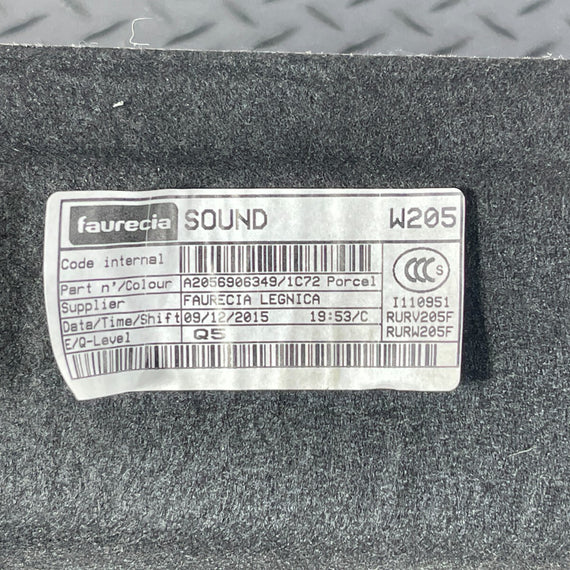 faurecia SOUND W205
Code internal
Part n'/Colour A2056906349/1C72 Porcel
Supplier FAURECIA LEGNICA
Data/Time/Shift 09/12/2015 19:53/C
E/Q-Level Q5
CCC S
I110951
RURV205F
RURW205F